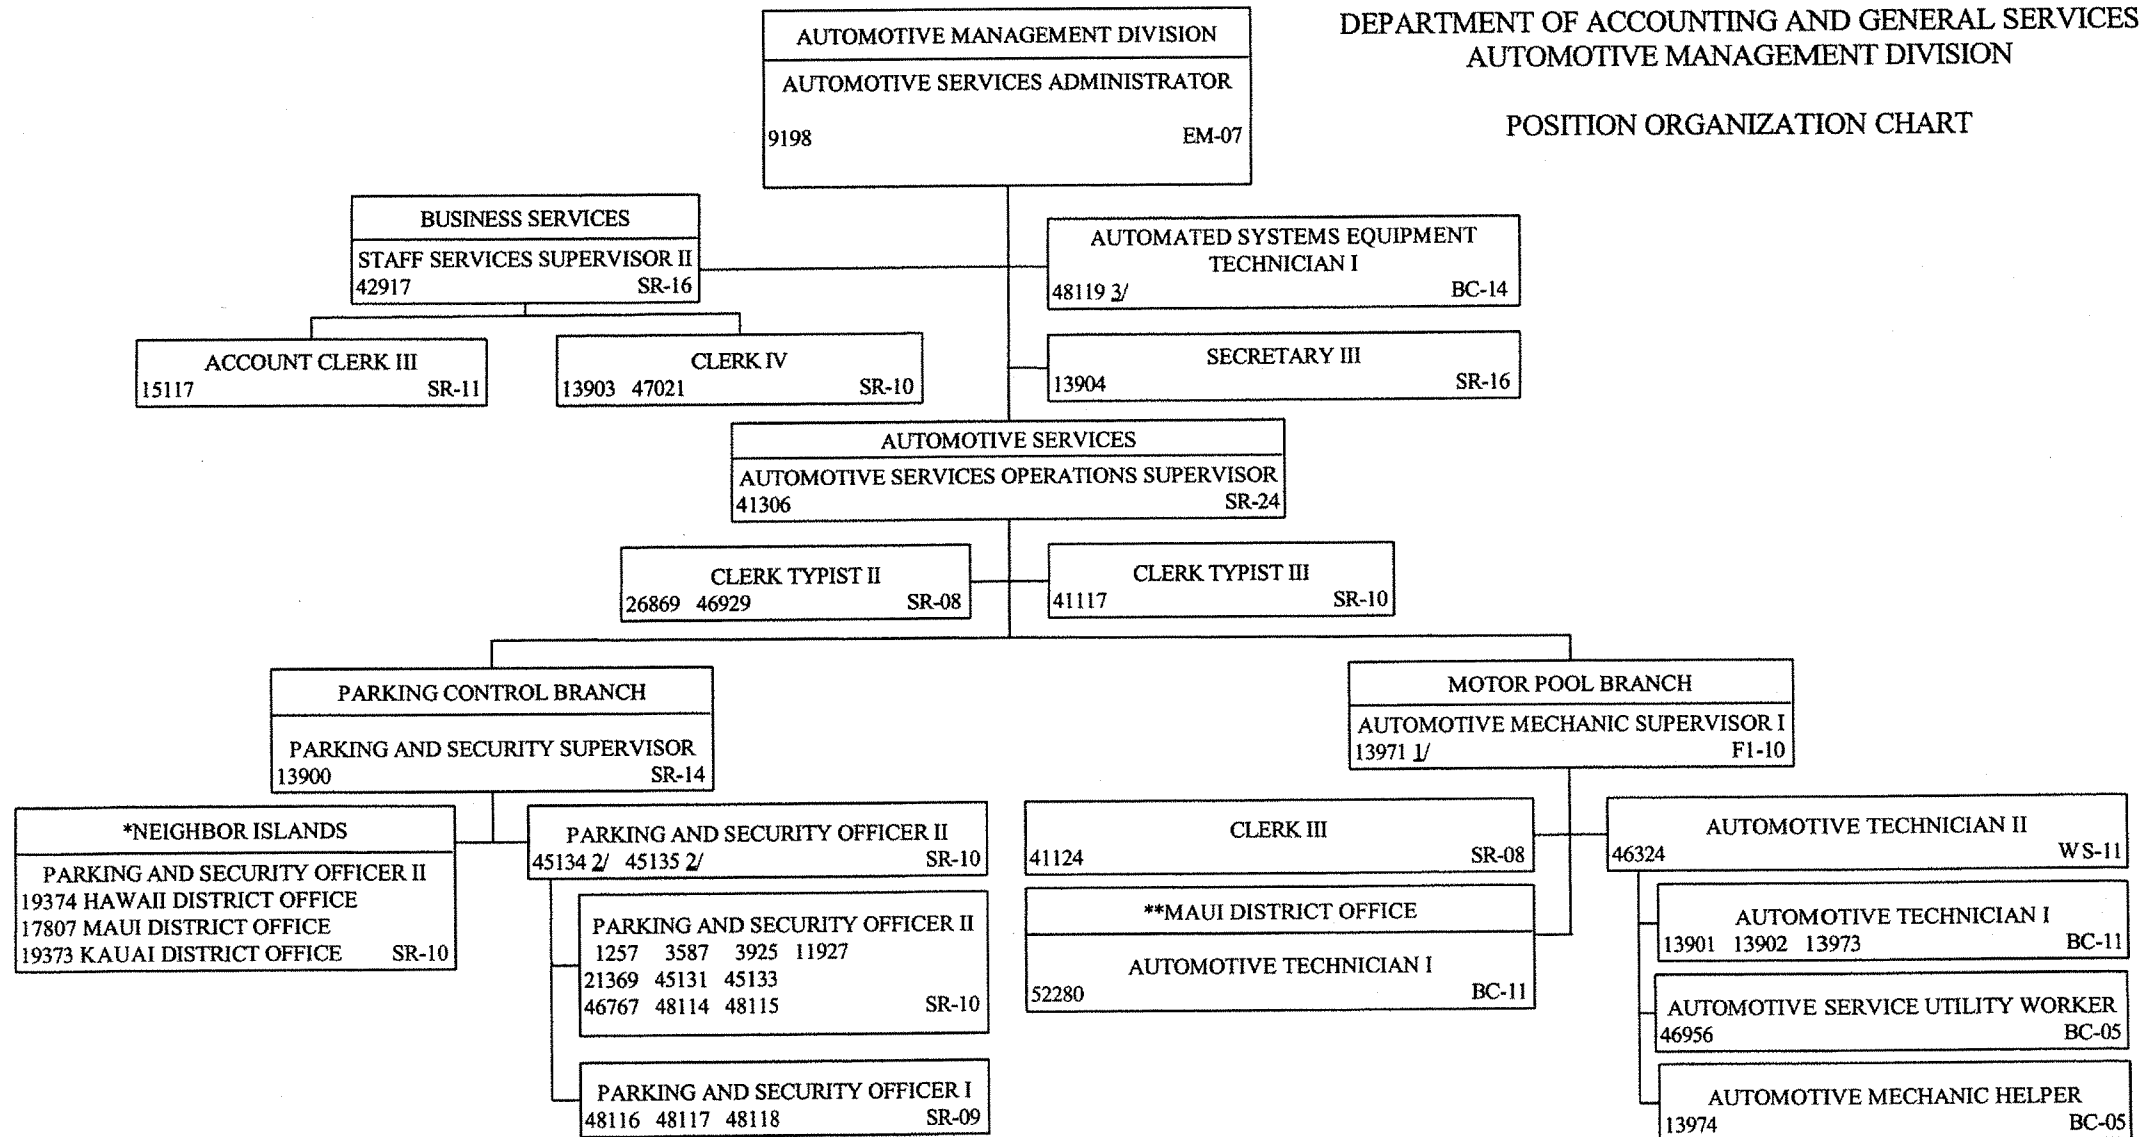 DEPARTMENT OF ACCOUNTING AND GENERAL SERVICES
AUTOMOTIVE MANAGEMENT DIVISION
POSITION ORGANIZATION CHART
AUTOMOTIVE MANAGEMENT DIVISION
AUTOMOTIVE SERVICES ADMINISTRATOR
9198 EM-07
BUSINESS SERVICES
STAFF SERVICES SUPERVISOR II
42917 SR-16
AUTOMATED SYSTEMS EQUIPMENT
TECHNICIAN I
48119 3/ BC-14
ACCOUNT CLERK III
15117 SR-11
CLERK IV
13903 47021 SR-10
SECRETARY III
13904 SR-16
AUTOMOTIVE SERVICES
AUTOMOTIVE SERVICES OPERATIONS SUPERVISOR
41306 SR-24
CLERK TYPIST II
26869 46929 SR-08
CLERK TYPIST III
41117 SR-10
PARKING CONTROL BRANCH
PARKING AND SECURITY SUPERVISOR
13900 SR-14
*NEIGHBOR ISLANDS
PARKING AND SECURITY OFFICER II
19374 HAWAII DISTRICT OFFICE
17807 MAUI DISTRICT OFFICE
19373 KAUAI DISTRICT OFFICE SR-10
PARKING AND SECURITY OFFICER II
45134 2/ 45135 2/ SR-10
PARKING AND SECURITY OFFICER II
1257 3587 3925 11927
21369 45131 45133
46767 48114 48115 SR-10
PARKING AND SECURITY OFFICER I
48116 48117 48118 SR-09
MOTOR POOL BRANCH
AUTOMOTIVE MECHANIC SUPERVISOR I
13971 1/ F1-10
CLERK III
41124 SR-08
**MAUI DISTRICT OFFICE
AUTOMOTIVE TECHNICIAN I
52280 BC-11
AUTOMOTIVE TECHNICIAN II
46324 WS-11
AUTOMOTIVE TECHNICIAN I
13901 13902 13973 BC-11
AUTOMOTIVE SERVICE UTILITY WORKER
46956 BC-05
AUTOMOTIVE MECHANIC HELPER
13974 BC-05